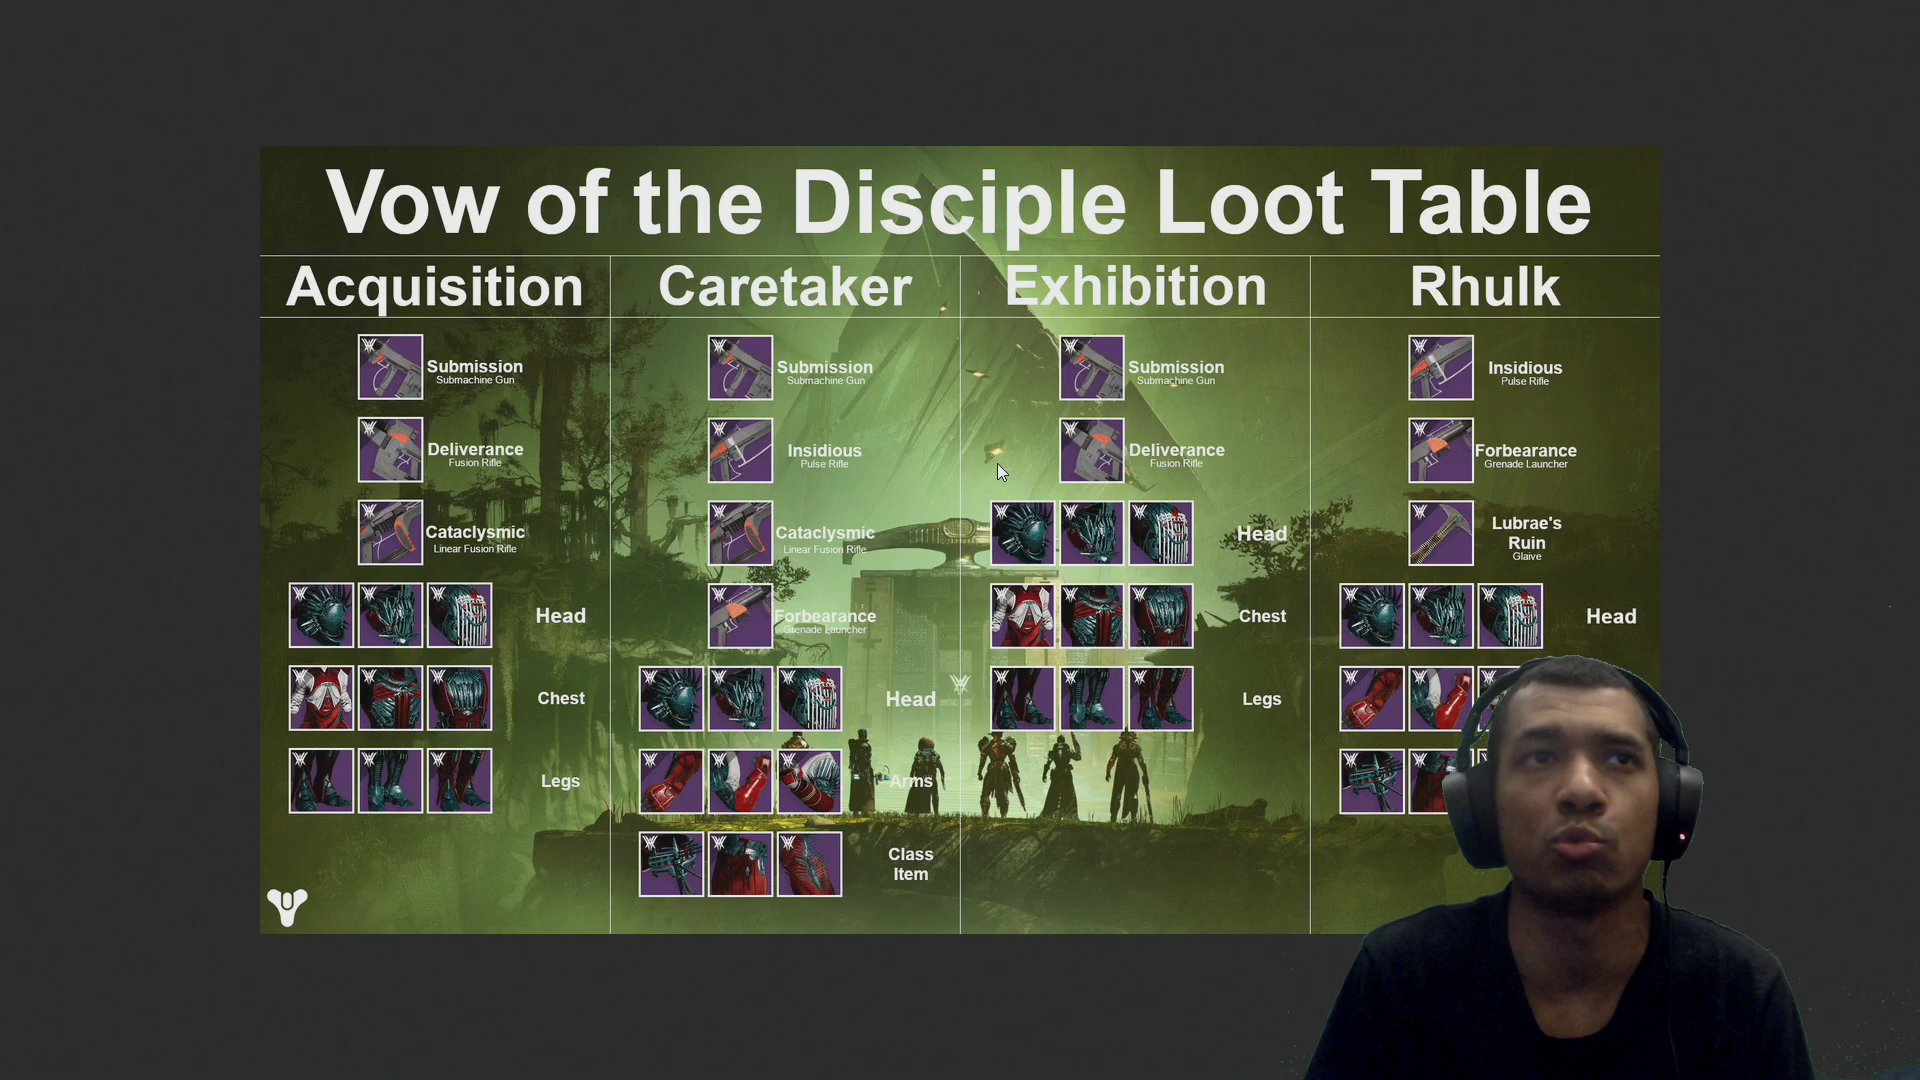 Vow of the Disciple Loot Table
Acquisition
Submission
Submachine Gun
Deliverance
Fusion Rifle
Cataclysmic
Linear Fusion Rifle
Head
Chest
Legs
Caretaker
Submission
Submachine Gun
Insidious
Pulse Rifle
Cataclysmic
Linear Fusion Rifle
Forbearance
Grenade Launcher
Head
Arms
Class
Item
Exhibition
Submission
Submachine Gun
Deliverance
Fusion Rifle
Head
Chest
Legs
Rhulk
Insidious
Pulse Rifle
Forbearance
Grenade Launcher
Lubrae's
Ruin
Glaive
Head